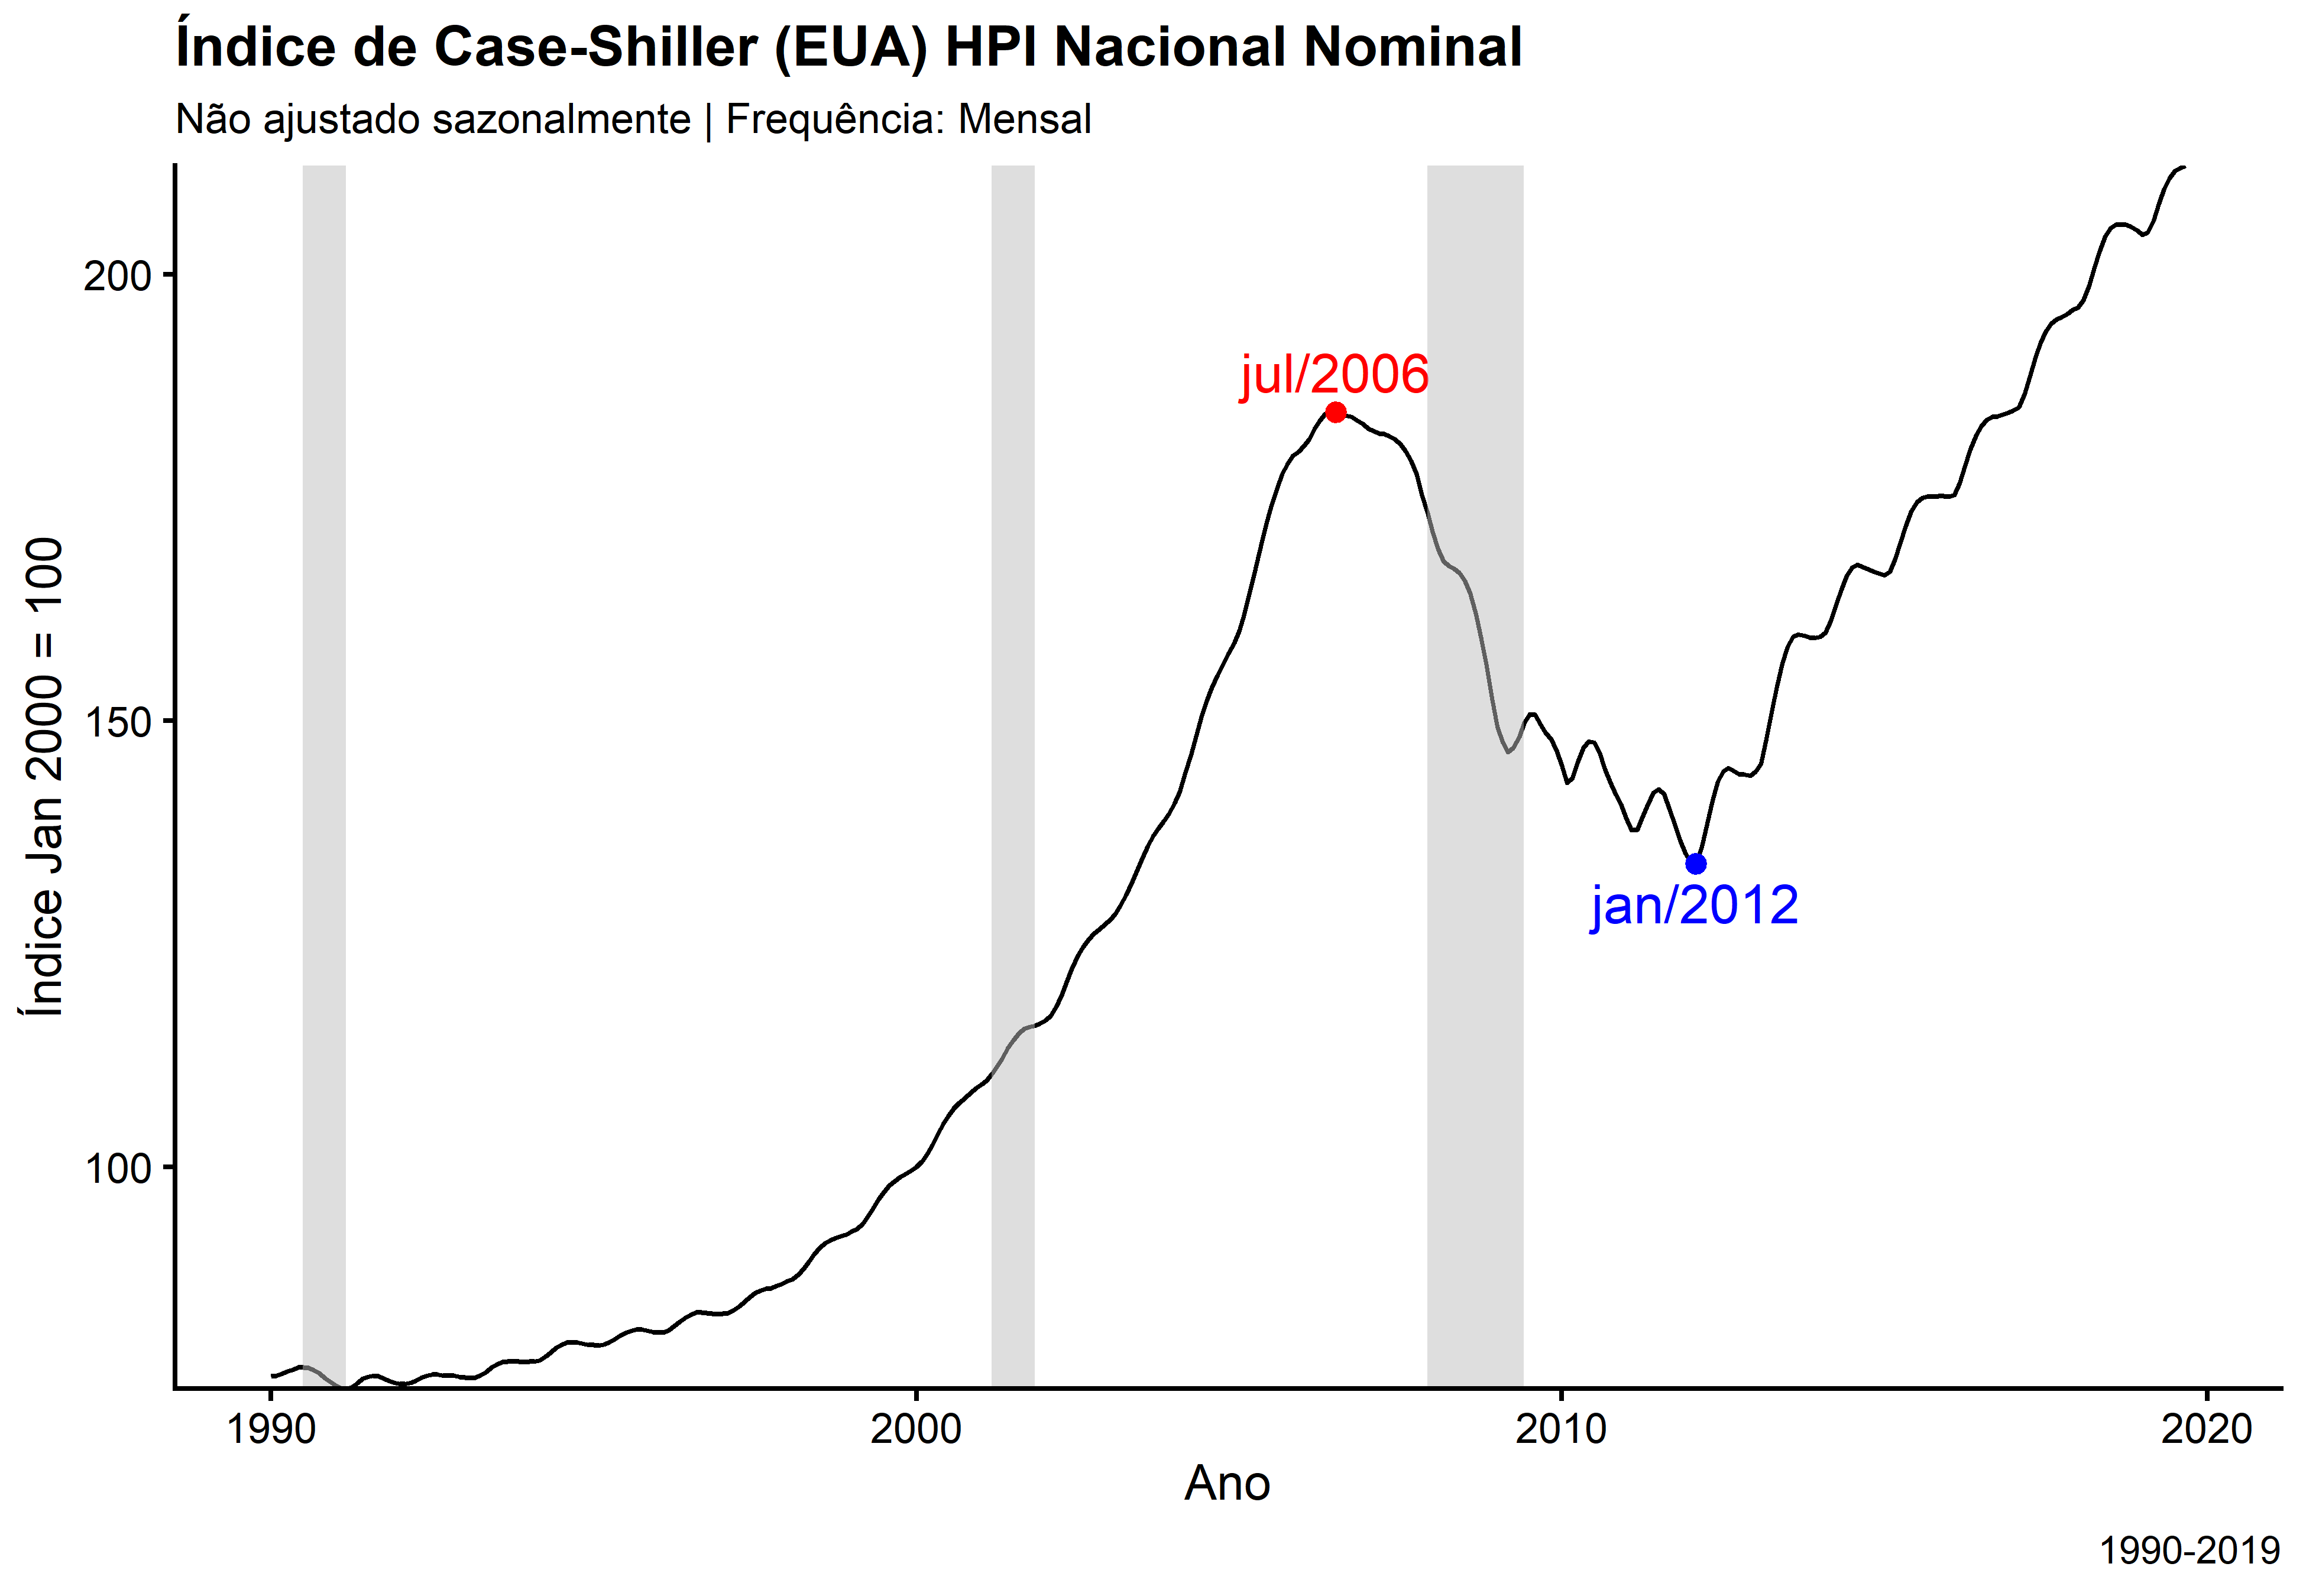 Índice de Case-Shiller (EUA) HPI Nacional Nominal
Não ajustado sazonalmente | Frequência: Mensal
Índice Jan 2000 = 100
200
150
100
jul/2006
jan/2012
1990
2000
2010
2020
Ano
1990-2019